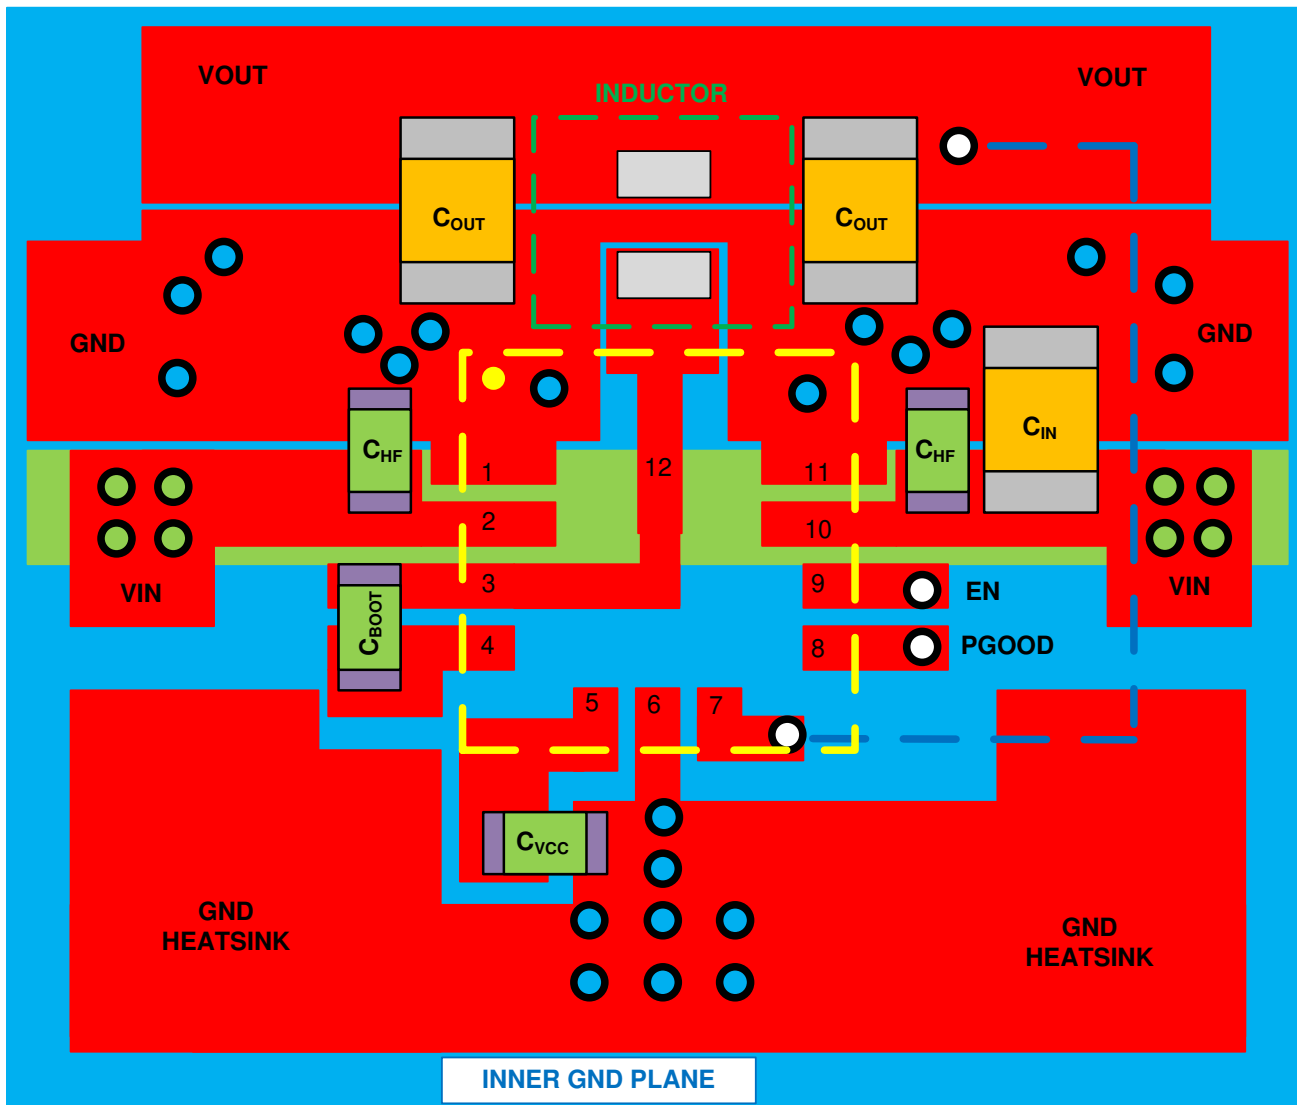 VOUT
VOUT
INDUCTOR
COUT
COUT
GND
GND
CHF
CHF
CIN
1
12
11
2
10
3
9
EN
VIN
VIN
CBOOT
4
8
PGOOD
5
6
7
CVCC
GND
HEATSINK
GND
HEATSINK
INNER GND PLANE